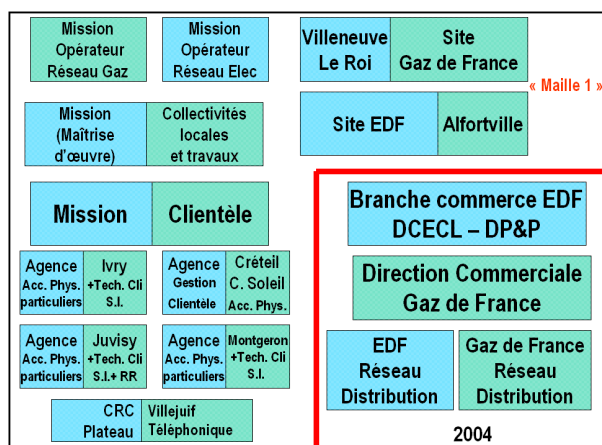 Mission
Opérateur
Réseau Gaz
Mission
Opérateur
Réseau Elec
Villeneuve
Le Roi
Site
Gaz de France
« Maille 1 »
Mission
(Maîtrise
d'œuvre)
Collectivités
locales
et travaux
Site EDF
Alfortville
Mission
Clientèle
Branche commerce EDF
DCECL – DP&P
Agence
Acc. Phys.
particuliers
Ivry
+Tech. Cli
S.I.
Agence
Gestion
Clientèle
Créteil
C. Soleil
Acc. Phys.
Direction Commerciale
Gaz de France
Agence
Acc. Phys.
particuliers
Juvisy
+Tech. Cli
S.I.+ RR
Agence
Acc. Phys.
particuliers
Montgeron
+Tech. Cli
S.I.
EDF
Réseau
Distribution
Gaz de France
Réseau
Distribution
CRC
Plateau
Villejuif
Téléphonique
2004